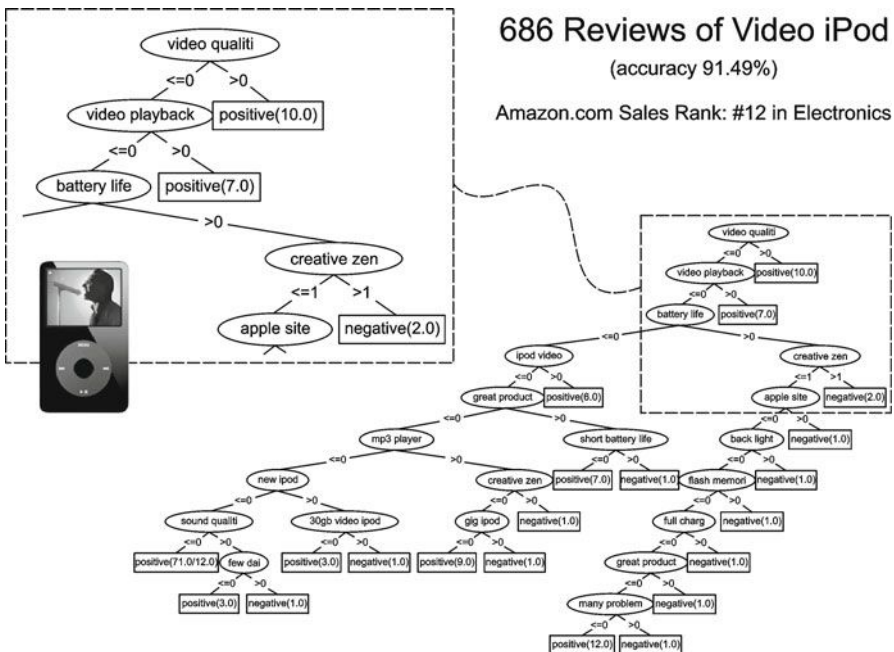 686 Reviews of Video iPod
(accuracy 91.49%)
Amazon.com Sales Rank: #12 in Electronics
video qualiti
<=0 >0
video playback positive(10.0)
<=0 >0
battery life positive(7.0)
>0
creative zen
<=1 >1
apple site negative(2.0)
MENU
video qualiti
<=0 >0
video playback positive(10.0)
<=0 >0
battery life positive(7.0)
<=0 >0
ipod video creative zen
<=0 >0 <=1 >1
great product positive(6.0) apple site negative(2.0)
<=0 >0 <=0 >0
mp3 player short battery life back light negative(1.0)
<=0 >0 <=0 >0 <=0 >0
new ipod creative zen positive(7.0) negative(1.0) flash memori negative(1.0)
<=0 >0 <=0 >0 <=0 >0
sound qualiti 30gb video ipod gig ipod negative(1.0) full charg negative(1.0)
<=0 >0 <=0 >0 <=0 >0 <=0 >0
positive(71.0/12.0) few dai positive(3.0) negative(1.0) positive(9.0) negative(1.0) great product negative(1.0)
<=0 >0 <=0 >0
positive(3.0) negative(1.0) many problem negative(1.0)
<=0 >0
positive(12.0) negative(1.0)